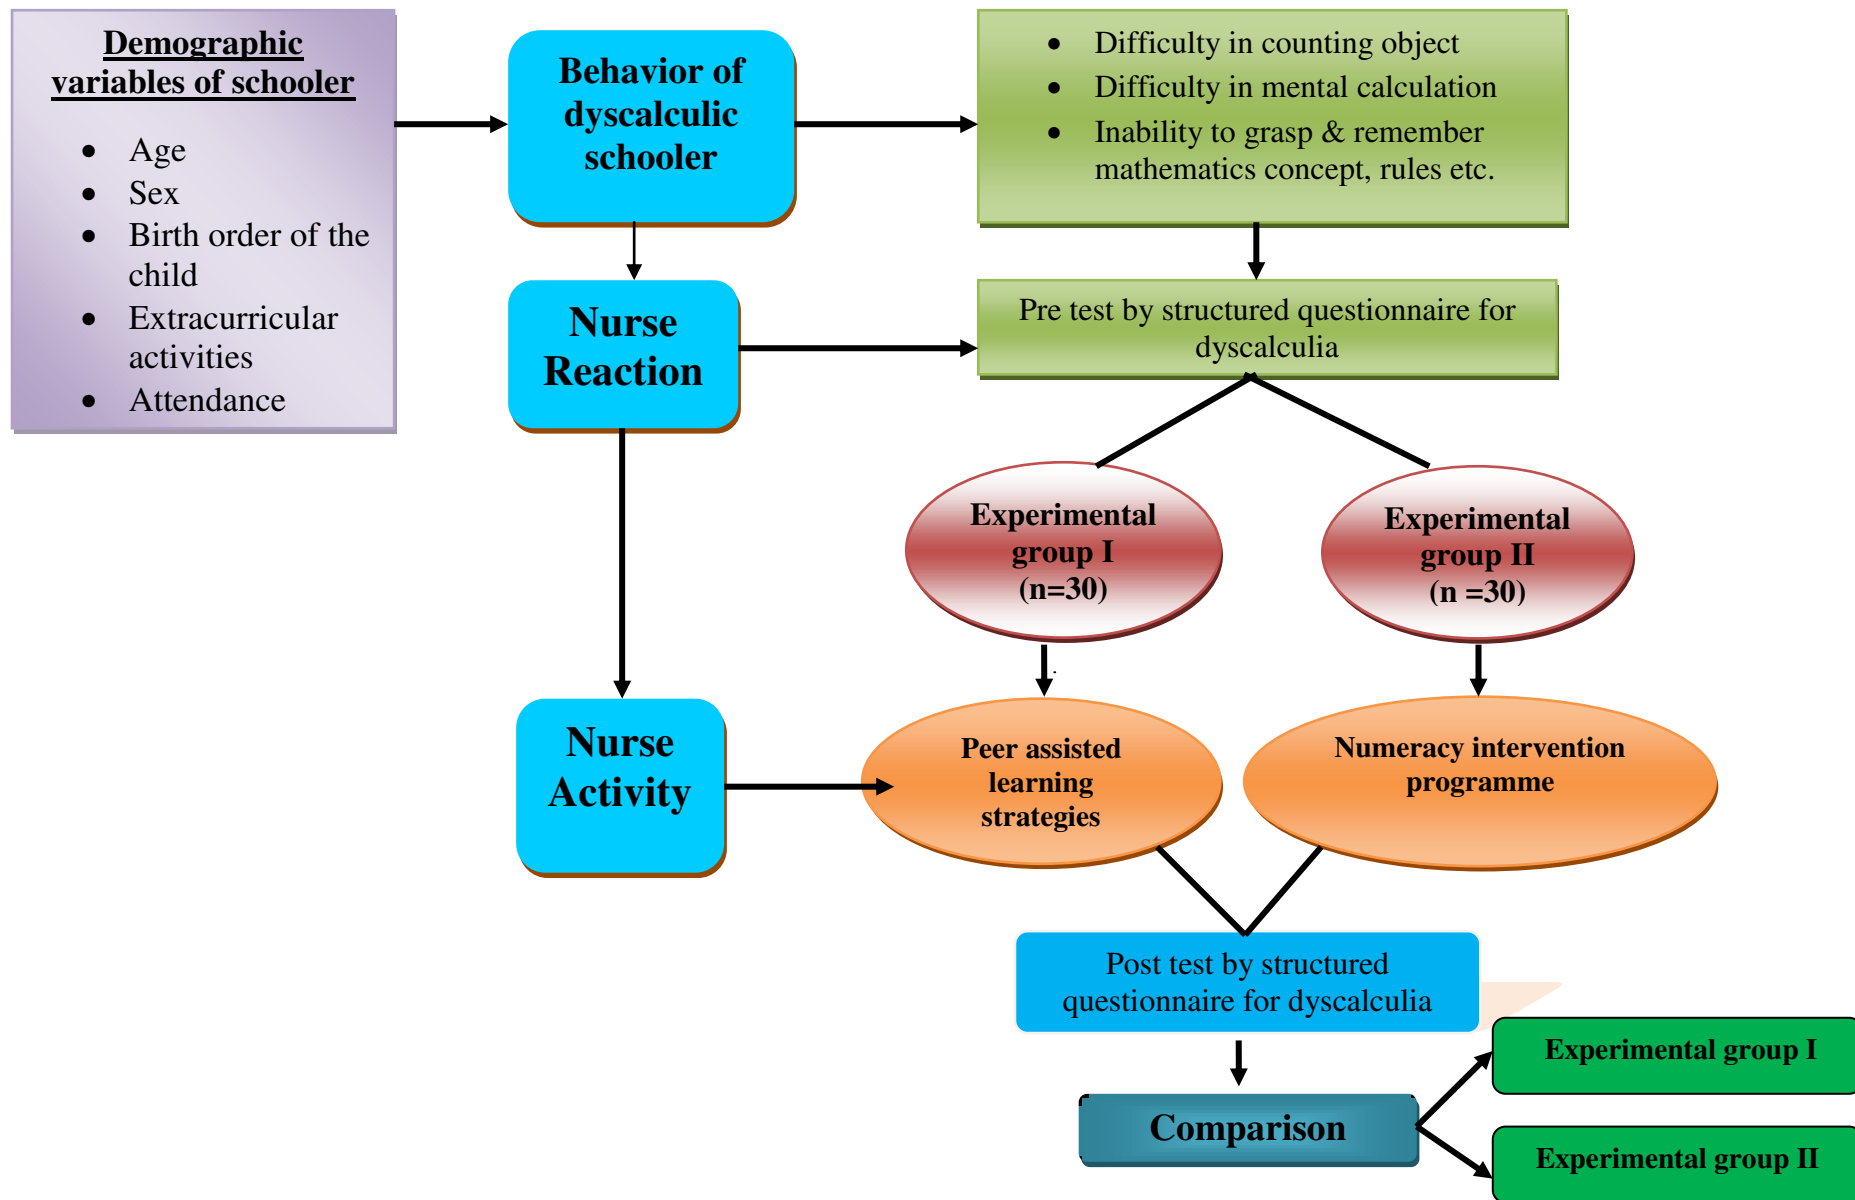 Demographic
variables of schooler
• Age
• Sex
• Birth order of the
child
• Extracurricular
activities
• Attendance
Behavior of
dyscalculic
schooler
• Difficulty in counting object
• Difficulty in mental calculation
• Inability to grasp & remember
mathematics concept, rules etc.
Nurse
Reaction
Pre test by structured questionnaire for
dyscalculia
Experimental
group I
(n=30)
Experimental
group II
(n =30)
Nurse
Activity
Peer assisted
learning
strategies
Numeracy intervention
programme
Post test by structured
questionnaire for dyscalculia
Comparison
Experimental group I
Experimental group II